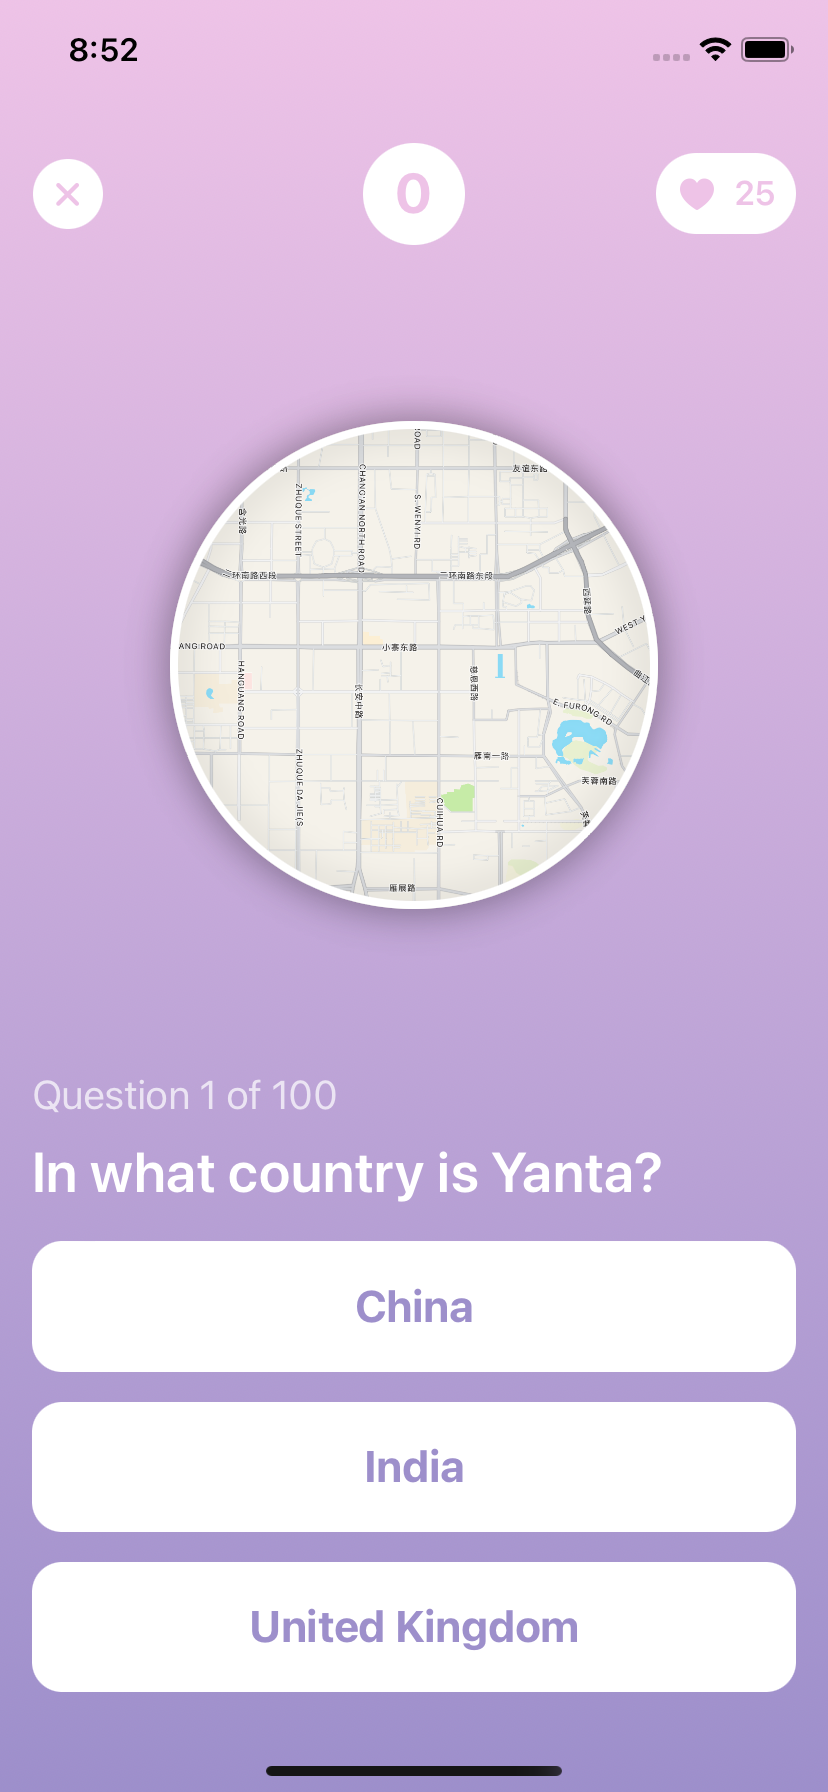 8:52
0
25
友谊东路
CHANG'AN NORTH ROAD
ZHUQUE STREET
S. WENYI RD
含光路
二环南路西段
二环南路东段
西延路
WEST Y
ANG ROAD
小寨东路
HANGUANG ROAD
慈恩西路
长安中路
E. FURONG RD
雁南一路
ZHUQUE DA JIE(S
芙蓉南路
CUIHUA RD
雁展路
Question 1 of 100
In what country is Yanta?
China
India
United Kingdom